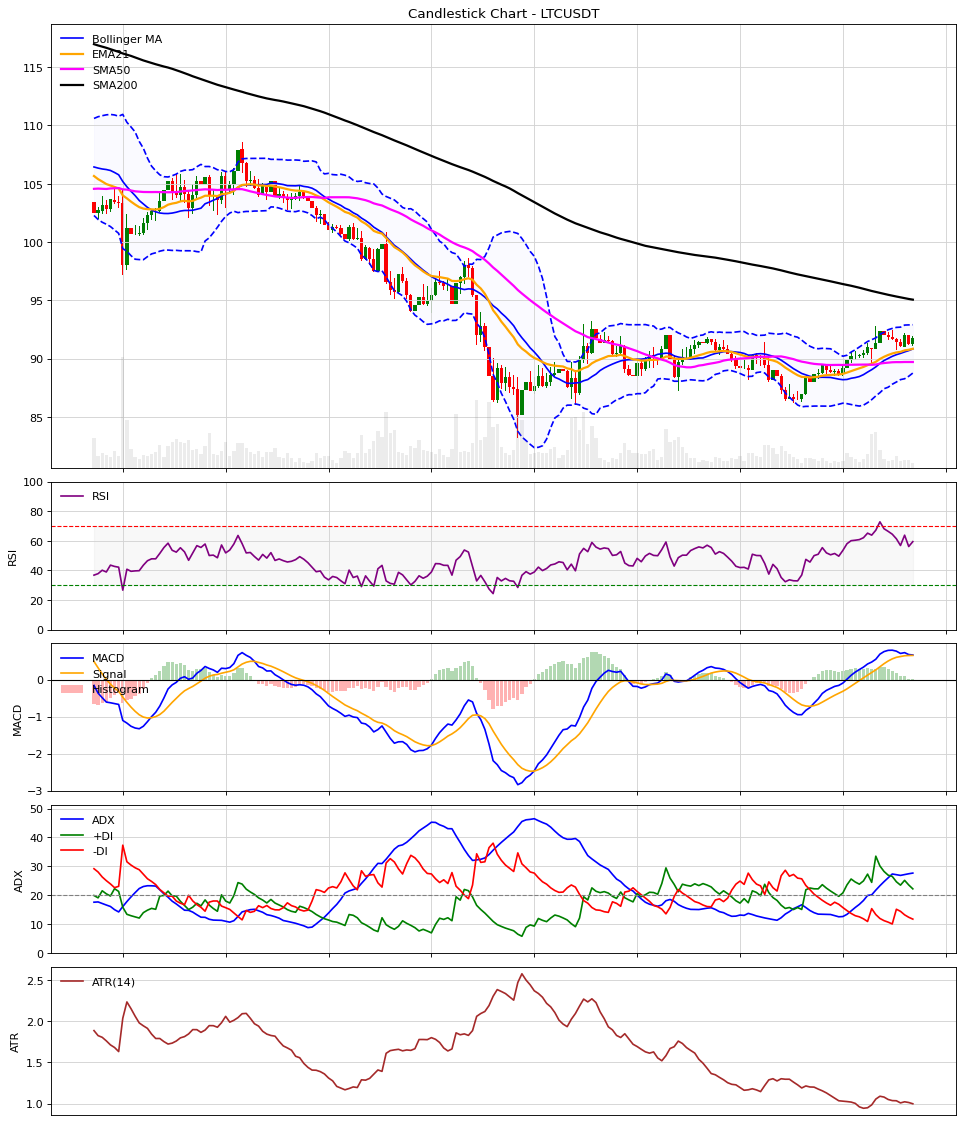 Candlestick Chart - LTCUSDT
Bollinger MA
EMA21
SMA50
SMA200
115
110
105
100
95
90
85
RSI
RSI
100
80
60
40
20
0
MACD
Signal
Histogram
MACD
0
−1
−2
−3
ADX
+DI
-DI
ADX
50
40
30
20
10
0
ATR(14)
ATR
2.5
2.0
1.5
1.0